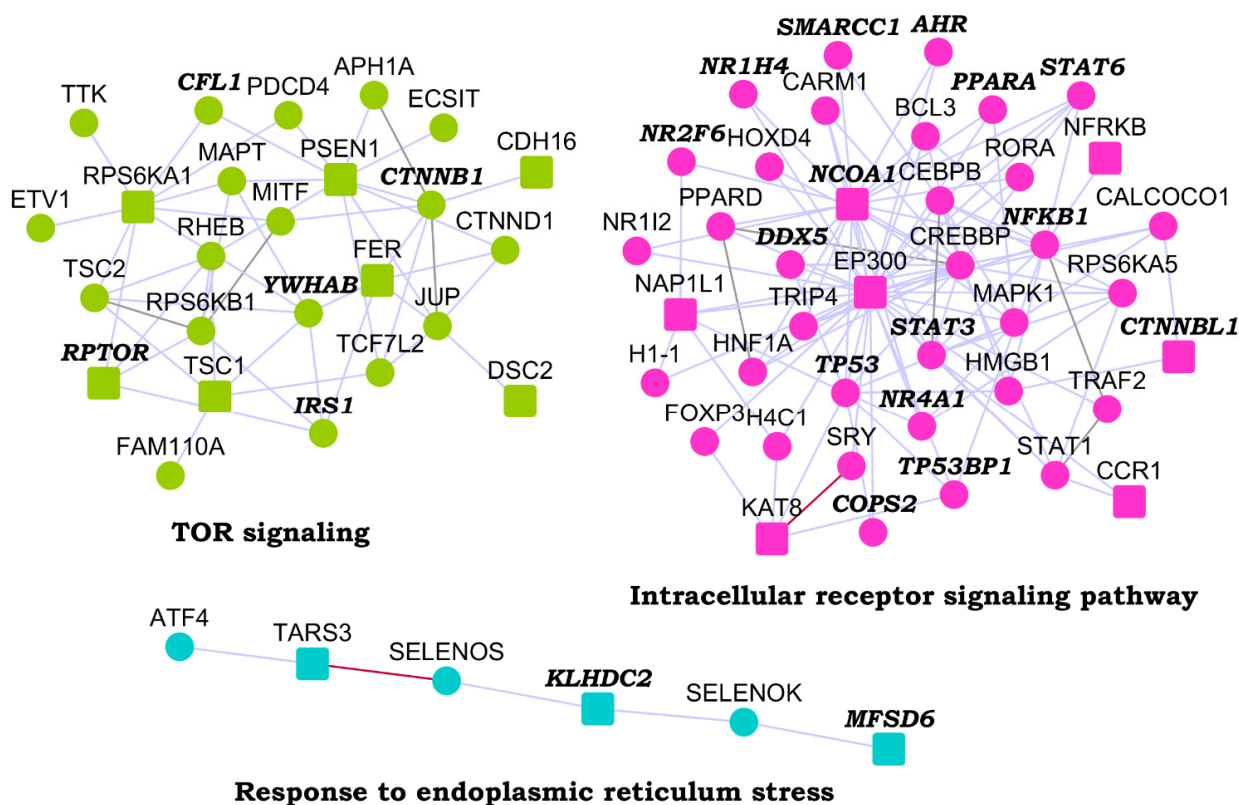 CFL1
PDCD4
APH1A
ECSIT
TTK
MAPT
PSEN1
CDH16
RPS6KA1
MITF
CTNNB1
ETV1
RHEB
CTNND1
FER
TSC2
RPS6KB1
YWHAB
JUP
RPTOR
TSC1
TCF7L2
DSC2
IRS1
FAM110A
TOR signaling
SMARCC1
AHR
NR1H4
CARM1
PPARA
STAT6
BCL3
NR2F6
HOXD4
NFRKB
RORA
NCOA1
CEBPB
PPARD
CALCOCO1
NR1I2
DDX5
CREBBP
NFKB1
NAP1L1
EP300
RPS6KA5
TRIP4
MAPK1
STAT3
CTNNBL1
H1-1
HNF1A
TP53
HMGB1
TRAF2
FOXP3
H4C1
NR4A1
SRY
STAT1
TP53BP1
CCR1
KAT8
COPS2
Intracellular receptor signaling pathway
ATF4
TARS3
SELENOS
KLHDC2
SELENOK
MFSD6
Response to endoplasmic reticulum stress